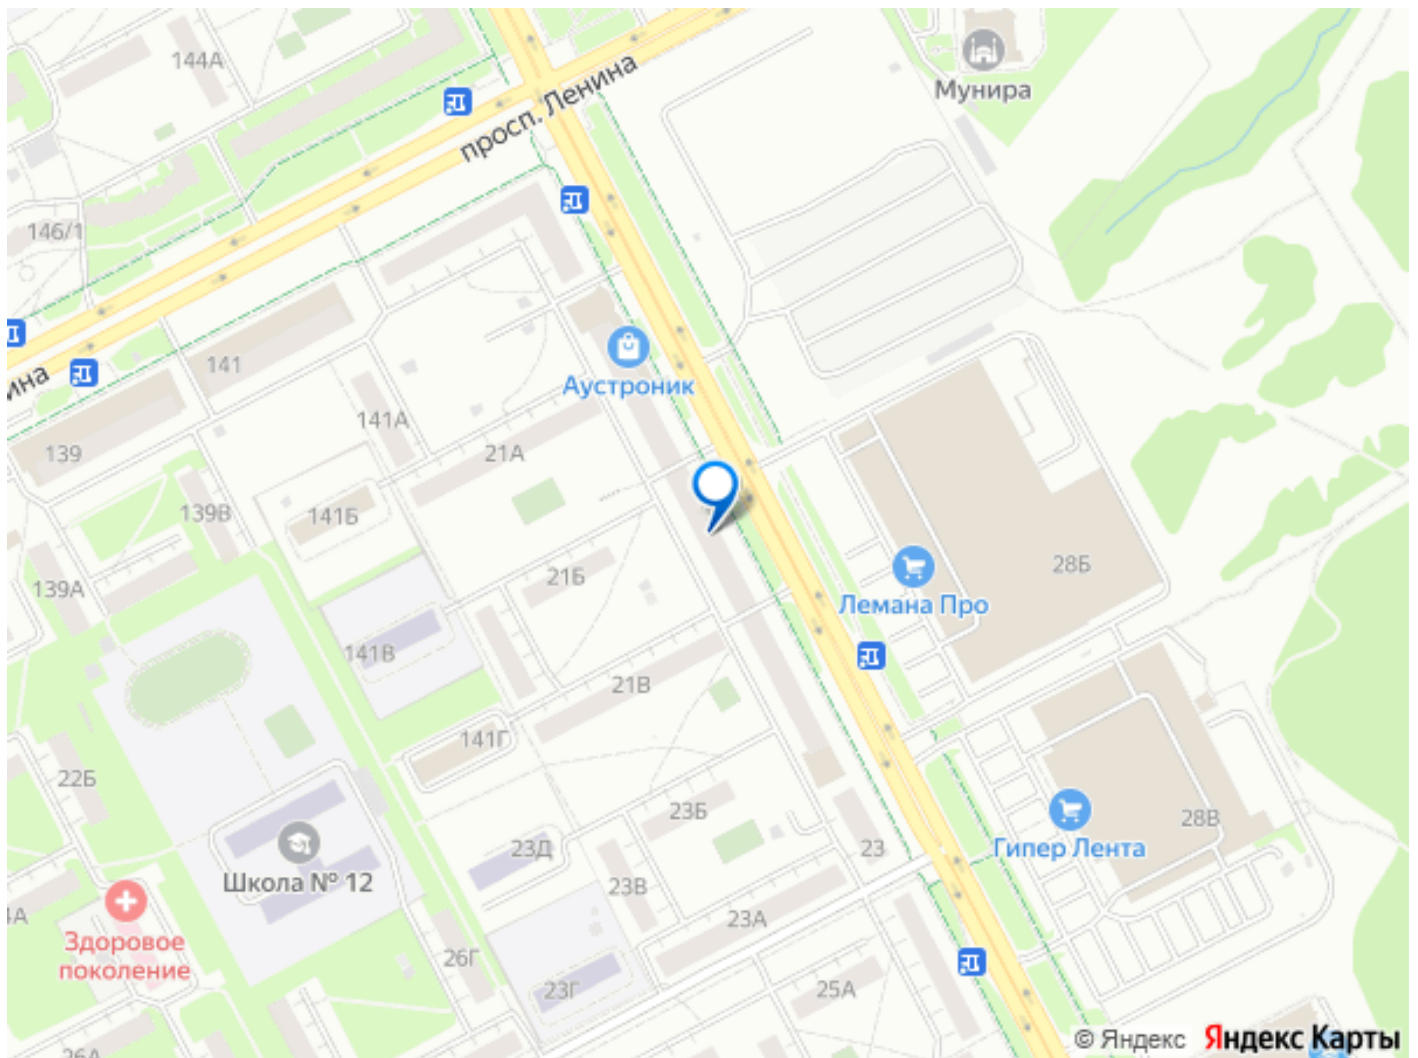 144А
просп. Ленина
Мунира
146/1
141
ина
Аустроник
141А
21А
139
139В
141Б
28Б
21Б
139А
Лемана Про
141В
21В
141Г
22Б
23Б
28В
Гипер Лента
23Д
23
Школа № 12
23В
23А
4А
Здоровое
поколение
26Г
23Г
25А
26А
© Яндекс Яндекс Карты